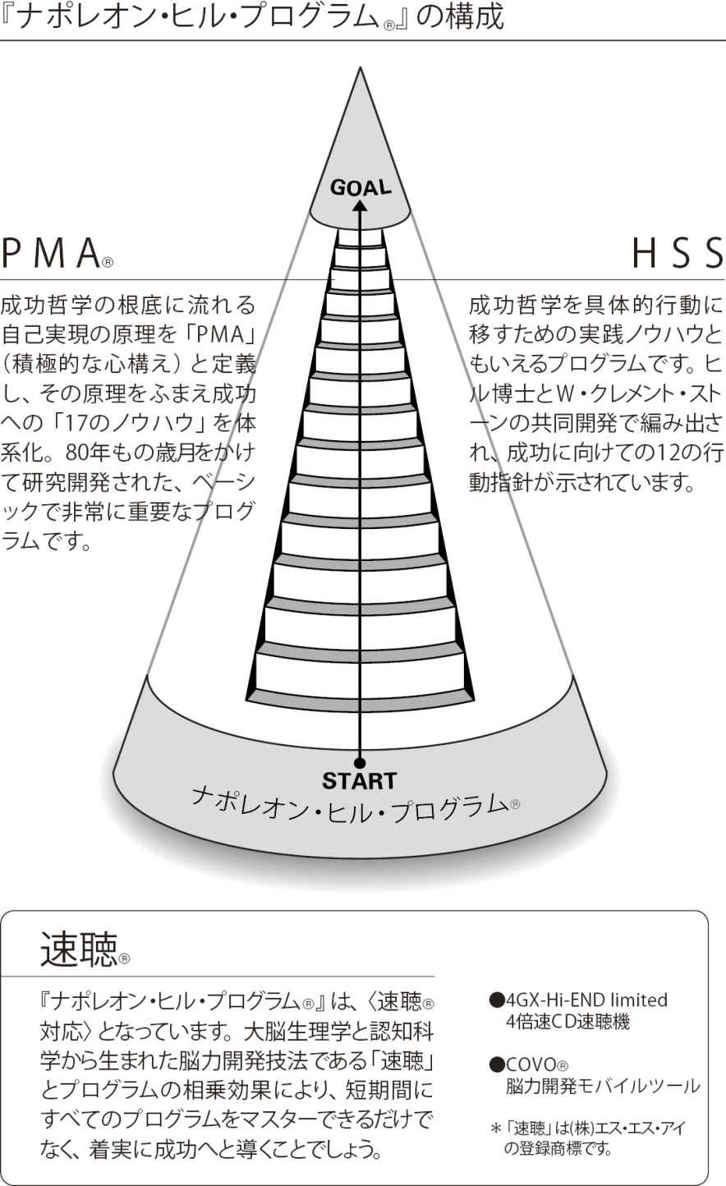 『ナポレオン・ヒル・プログラム®』の構成
GOAL
PMA®
成功哲学の根底に流れる
自己実現の原理を「PMA」
（積極的な心構え）と定義
し、その原理をふまえ成功
への「17のノウハウ」を体
系化。80年もの歳月をかけ
て研究開発された、ベーシ
ックで非常に重要なプログ
ラムです。
HSS
成功哲学を具体的行動に
移すための実践ノウハウと
もいえるプログラムです。ヒ
ル博士とW・クレメント・スト
ーンの共同開発で編み出さ
れ、成功に向けての12の行
動指針が示されています。
START
ナポレオン・ヒル・プログラム®
速聴®
『ナポレオン・ヒル・プログラム®』は、〈速聴®
対応〉となっています。大脳生理学と認知科
学から生まれた脳力開発技法である「速聴」
とプログラムの相乗効果により、短期間に
すべてのプログラムをマスターできるだけで
なく、着実に成功へと導くことでしょう。
●4GX-Hi-END limited
4倍速CD速聴機
●COVO®
脳力開発モバイルツール
＊「速聴」は(株)エス・エス・アイ
の登録商標です。